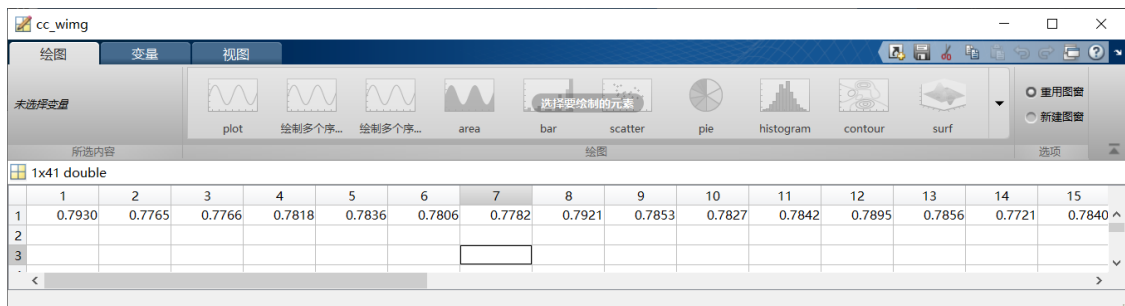 cc_wimg
绘图 变量 视图
未选择变量
选择要绘制的元素
plot 绘制多个序... 绘制多个序... area bar scatter pie histogram contour surf
重用图窗
新建图窗
所选内容 绘图 选项
1x41 double
1 2 3 4 5 6 7 8 9 10 11 12 13 14 15
1 0.7930 0.7765 0.7766 0.7818 0.7836 0.7806 0.7782 0.7921 0.7853 0.7827 0.7842 0.7895 0.7856 0.7721 0.7840
2
3